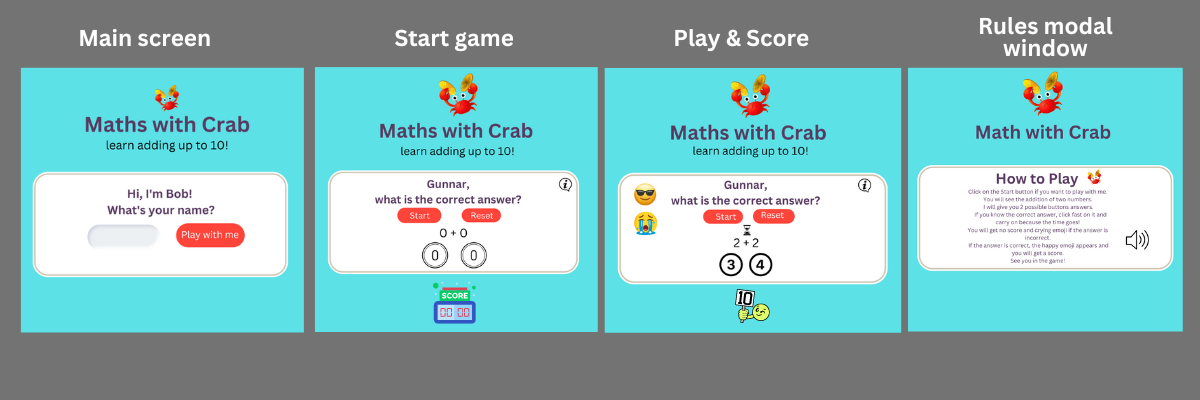 Main screen
Maths with Crab
learn adding up to 10!
Hi, I'm Bob!
What's your name?
Play with me
Start game
Maths with Crab
learn adding up to 10!
Gunnar,
what is the correct answer?
i
Start
Reset
0 + 0
0
0
SCORE
00 00
Play & Score
Maths with Crab
learn adding up to 10!
Gunnar,
what is the correct answer?
i
Start
Reset
2 + 2
3
4
10
Rules modal
window
Math with Crab
How to Play
Click on the Start button if you want to play with me.
You will see the addition of two numbers.
I will give you 2 possible buttons answers.
If you know the correct answer, click fast on it and
carry on because the time goes!
You will get no score and crying emoji if the answer is
incorrect.
If the answer is correct, the happy emoji appears and
you will get a score.
See you in the game!